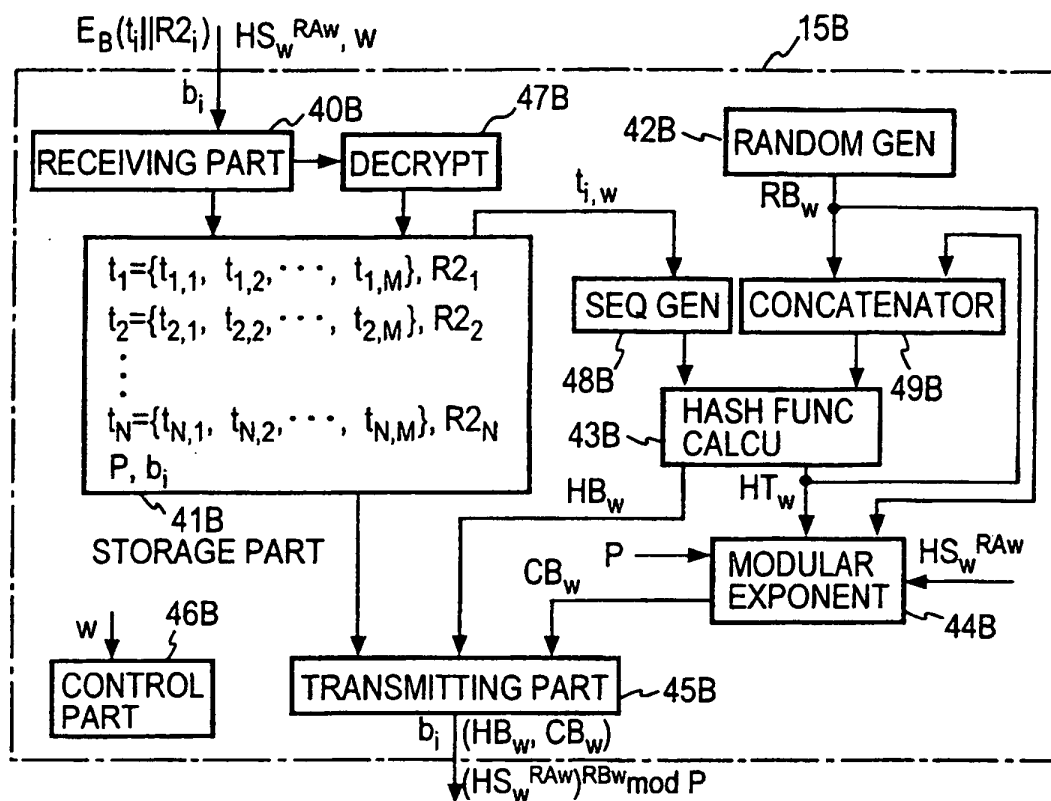 E_B(t_i||R2_i) HS_w^RAw, w
15B
b_i
40B
47B
42B
RECEIVING PART
DECRYPT
RANDOM GEN
t_i,w
RB_w
t_1={t_1,1, t_1,2, ···, t_1,M}, R2_1
t_2={t_2,1, t_2,2, ···, t_2,M}, R2_2
t_N={t_N,1, t_N,2, ···, t_N,M}, R2_N
P, b_i
SEQ GEN
CONCATENATOR
48B
49B
43B
HASH FUNC
CALCU
HB_w
HT_w
41B
STORAGE PART
P
CB_w
MODULAR
EXPONENT
HS_w^RAw
44B
w
46B
CONTROL
PART
TRANSMITTING PART
45B
b_i (HB_w, CB_w)
(HS_w^RAw)^RBw mod P